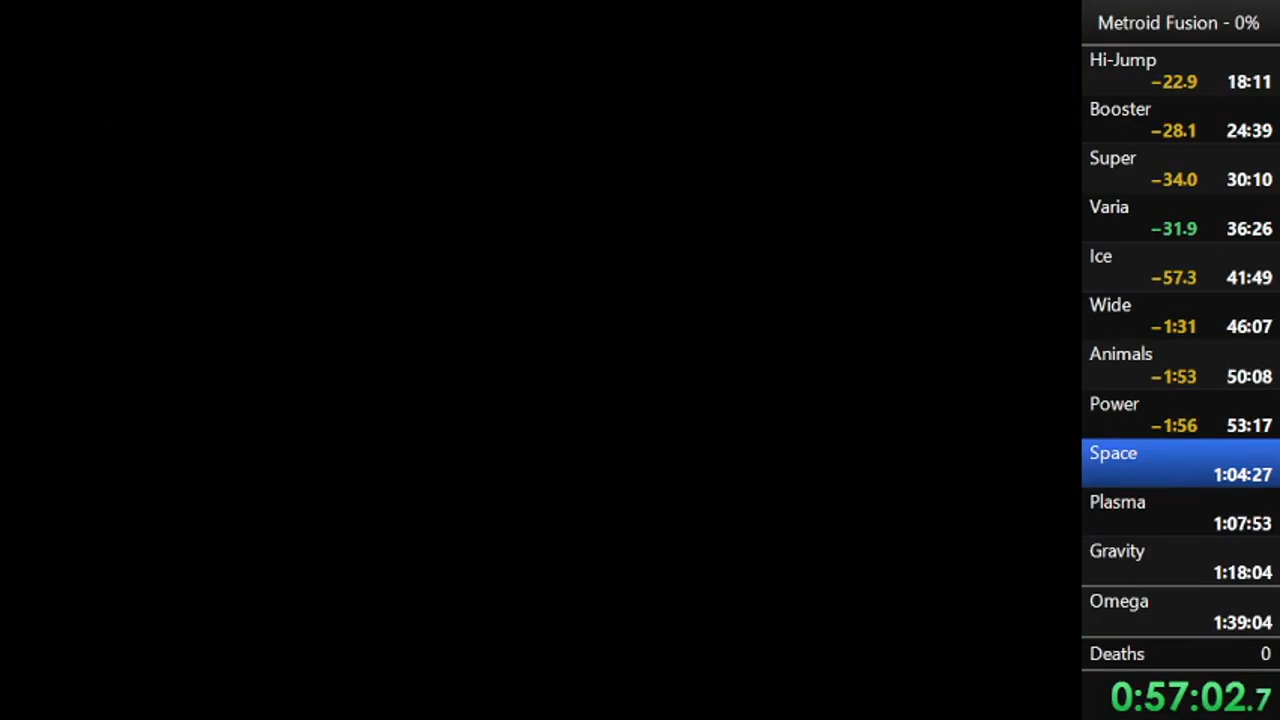 Metroid Fusion - 0%
Hi-Jump
−22.9 18:11
Booster
−28.1 24:39
Super
−34.0 30:10
Varia
−31.9 36:26
Ice
−57.3 41:49
Wide
−1:31 46:07
Animals
−1:53 50:08
Power
−1:56 53:17
Space
1:04:27
Plasma
1:07:53
Gravity
1:18:04
Omega
1:39:04
Deaths 0
0:57:02.7